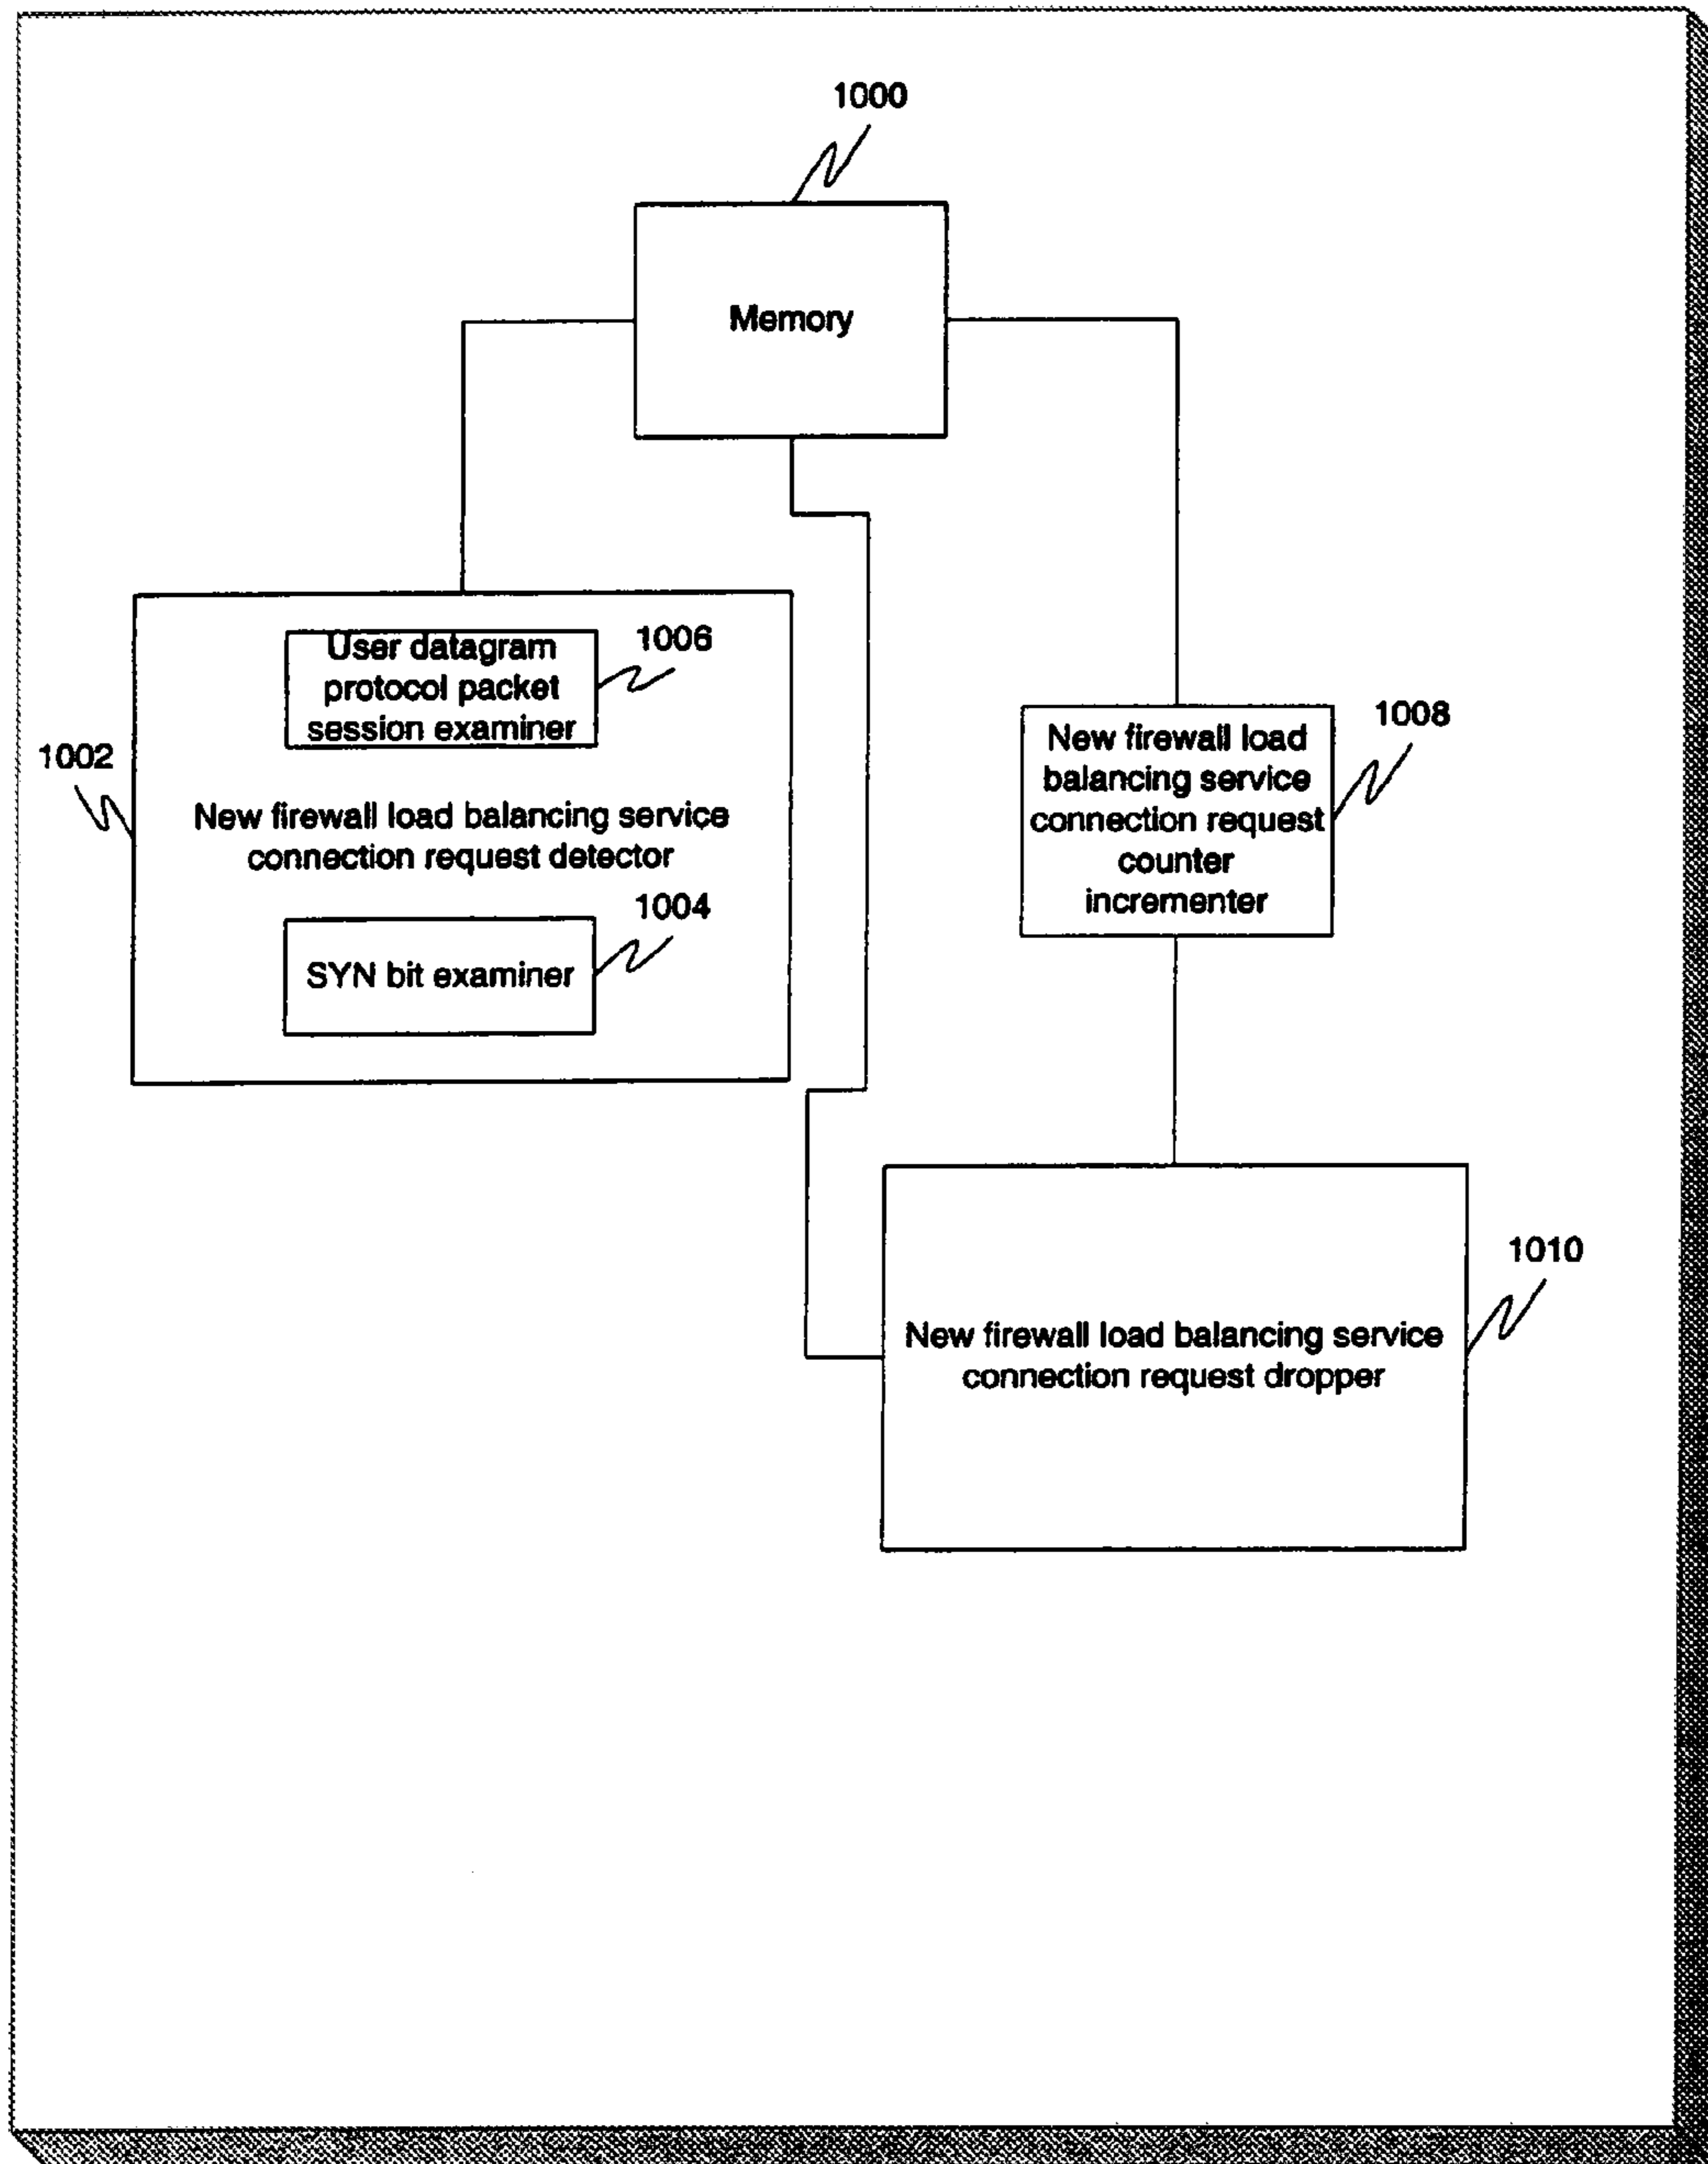 1000
Memory
User datagram
protocol packet
session examiner
1006
1002
New firewall load balancing service
connection request detector
1004
SYN bit examiner
New firewall load
balancing service
connection request
counter
incrementer
1008
1010
New firewall load balancing service
connection request dropper